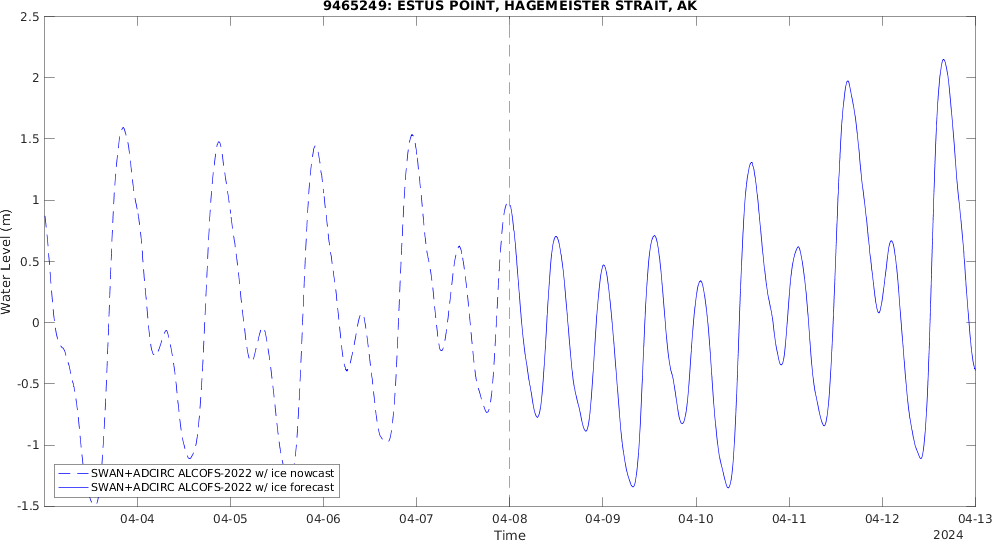 9465249: ESTUS POINT, HAGEMEISTER STRAIT, AK
2.5
2
1.5
1
0.5
0
-0.5
-1
-1.5
Water Level (m)
SWAN+ADCIRC ALCOFS-2022 w/ ice nowcast
SWAN+ADCIRC ALCOFS-2022 w/ ice forecast
04-04 04-05 04-06 04-07 04-08 04-09 04-10 04-11 04-12 04-13
Time
2024